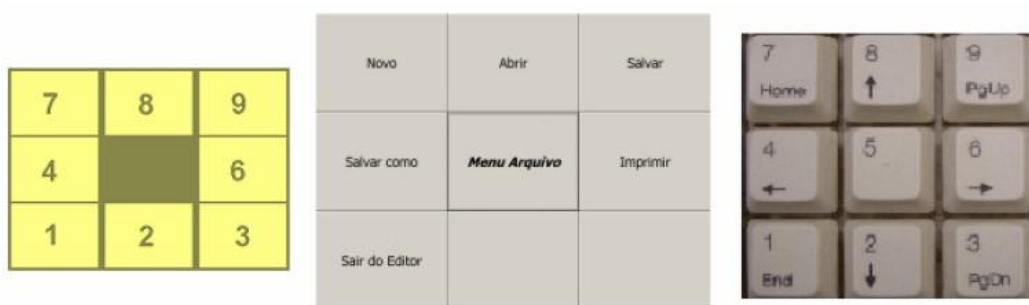 7 8 9
4 6
1 2 3
Novo Abrir Salvar
Salvar como Menu Arquivo Imprimir
Sair do Editor
7 8 9
Home ↑ PgUp
4 5 6
← →
1 2 3
End ↓ PgDn